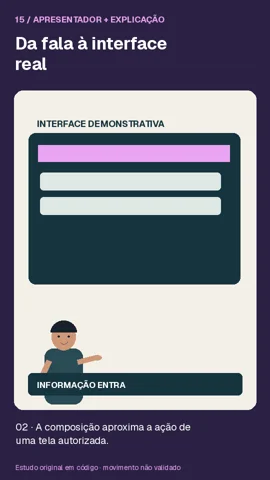 15 / APRESENTADOR + EXPLICAÇÃO
Da fala à interface
real
INTERFACE DEMONSTRATIVA
INFORMAÇÃO ENTRA
02 · A composição aproxima a ação de
uma tela autorizada.
Estudo original em código · movimento não validado